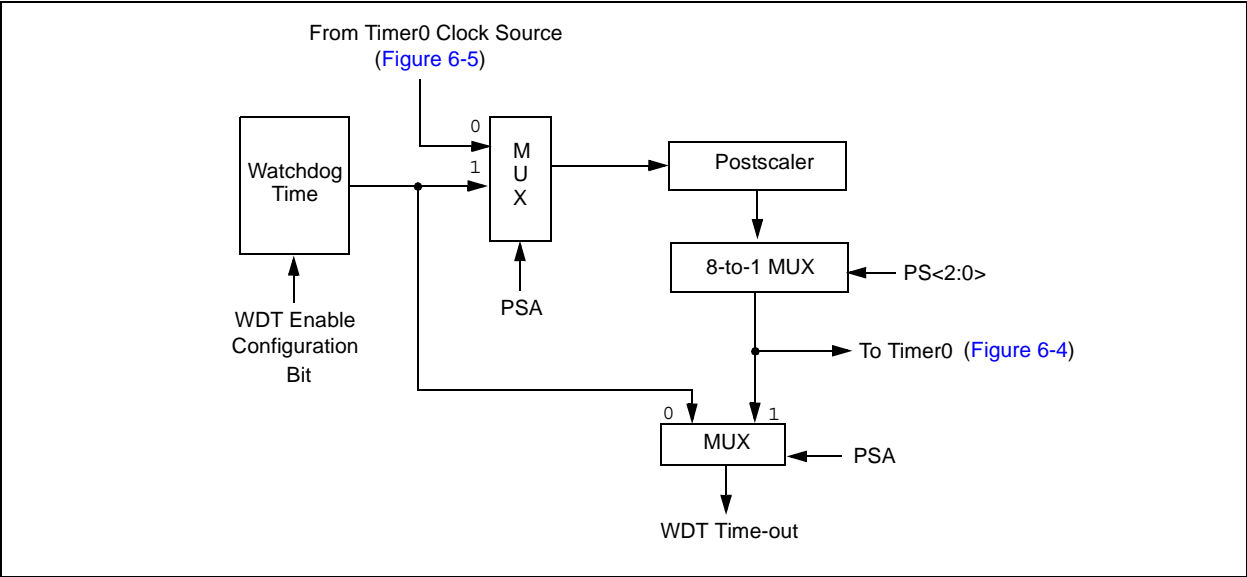 From Timer0 Clock Source
(Figure 6-5)
0
1
M
U
X
Postscaler
Watchdog
Time
8-to-1 MUX
PS<2:0>
PSA
WDT Enable
Configuration
Bit
To Timer0 (Figure 6-4)
0
1
MUX
PSA
WDT Time-out